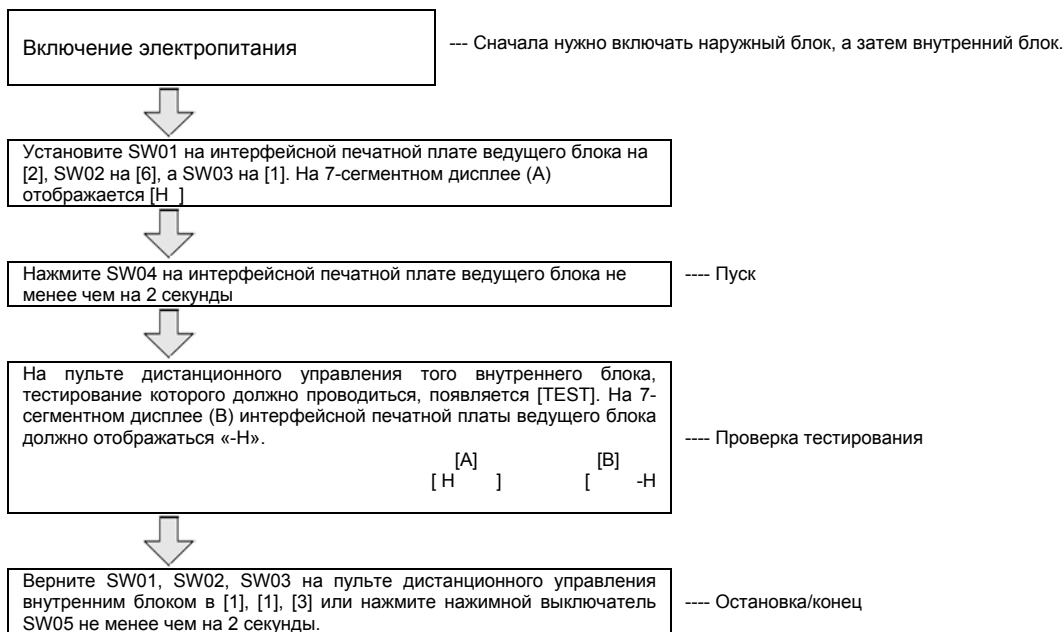 Включение электропитания
--- Сначала нужно включать наружный блок, а затем внутренний блок.
Установите SW01 на интерфейсной печатной плате ведущего блока на
[2], SW02 на [6], а SW03 на [1]. На 7-сегментном дисплее (А)
отображается [H  ]
Нажмите SW04 на интерфейсной печатной плате ведущего блока не
менее чем на 2 секунды
---- Пуск
На пульте дистанционного управления того внутреннего блока,
тестирование которого должно проводиться, появляется [TEST]. На 7-
сегментном дисплее (В) интерфейсной печатной платы ведущего блока
должно отображаться «-Н».
---- Проверка тестирования
[A] [B]
[ H ] [ -H
Верните SW01, SW02, SW03 на пульте дистанционного управления
внутренним блоком в [1], [1], [3] или нажмите нажимной выключатель
SW05 не менее чем на 2 секунды.
---- Остановка/конец